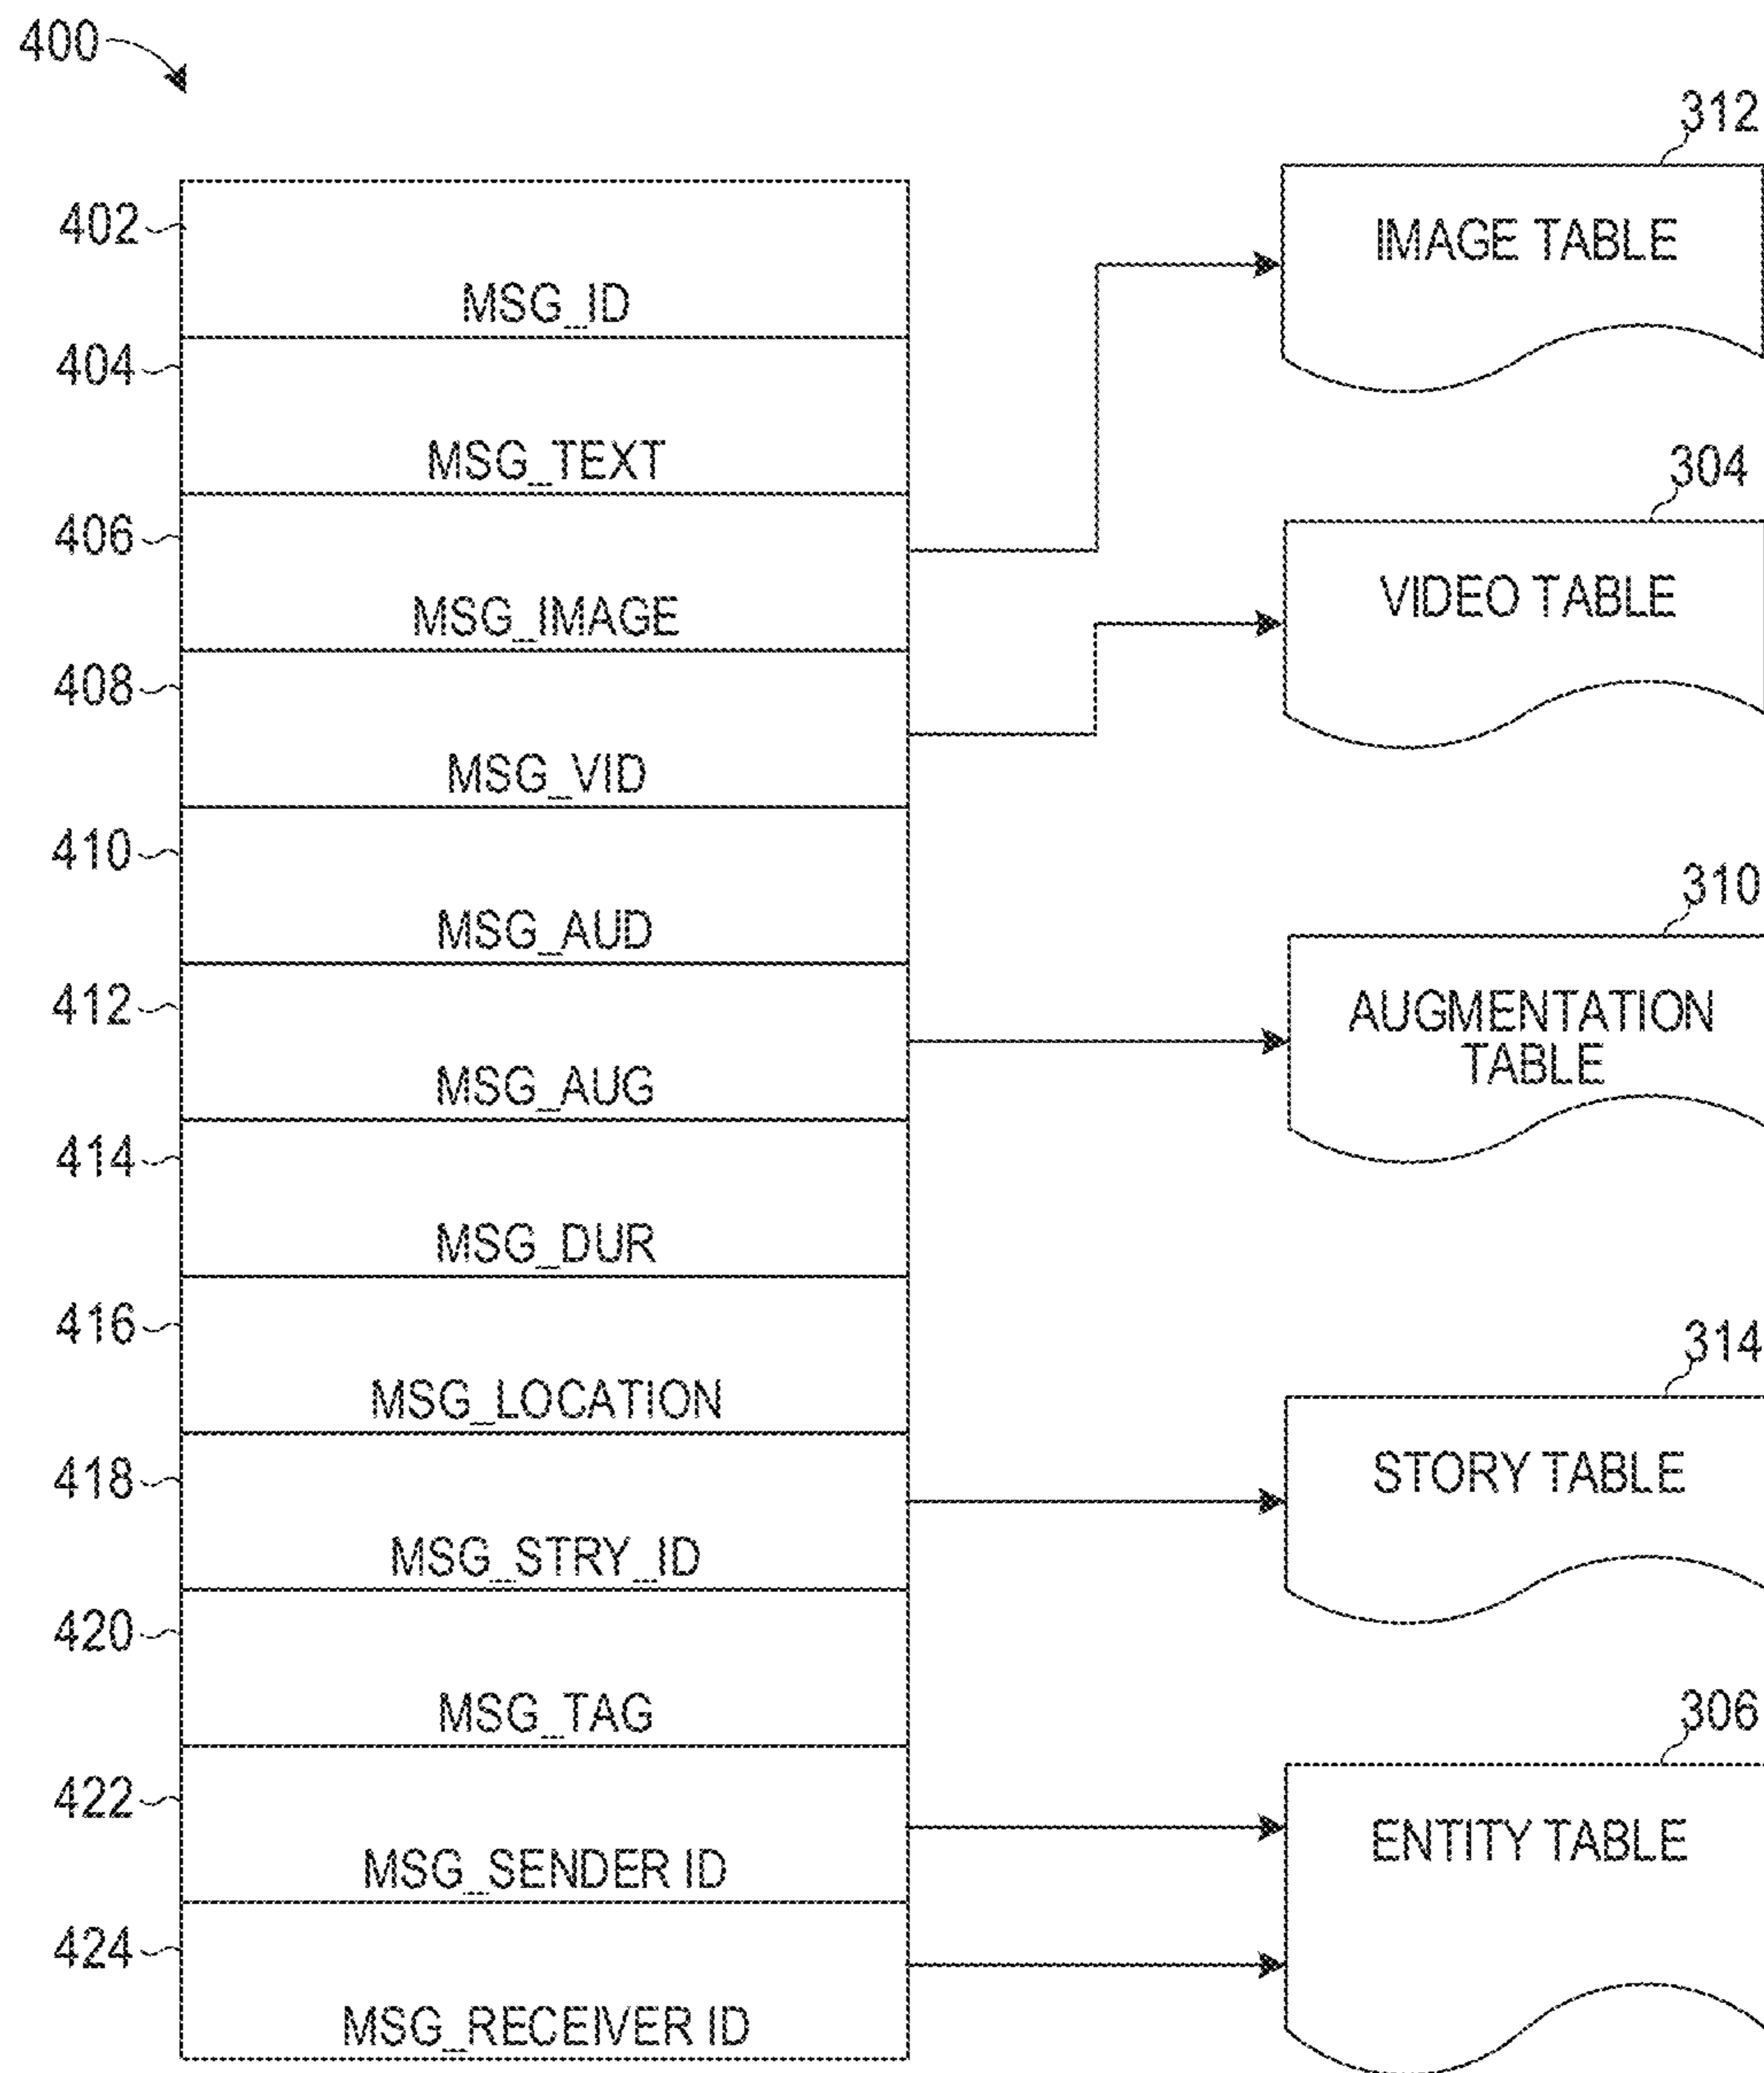 400
312
402
IMAGE TABLE
MSG_ID
404
MSG_TEXT
304
406
VIDEO TABLE
MSG_IMAGE
408
MSG_VID
410
310
MSG_AUD
412
AUGMENTATION
TABLE
MSG_AUG
414
MSG_DUR
416
314
MSG_LOCATION
418
STORY TABLE
MSG_STRY_ID
420
306
MSG_TAG
422
ENTITY TABLE
MSG_SENDER ID
424
MSG_RECEIVER ID